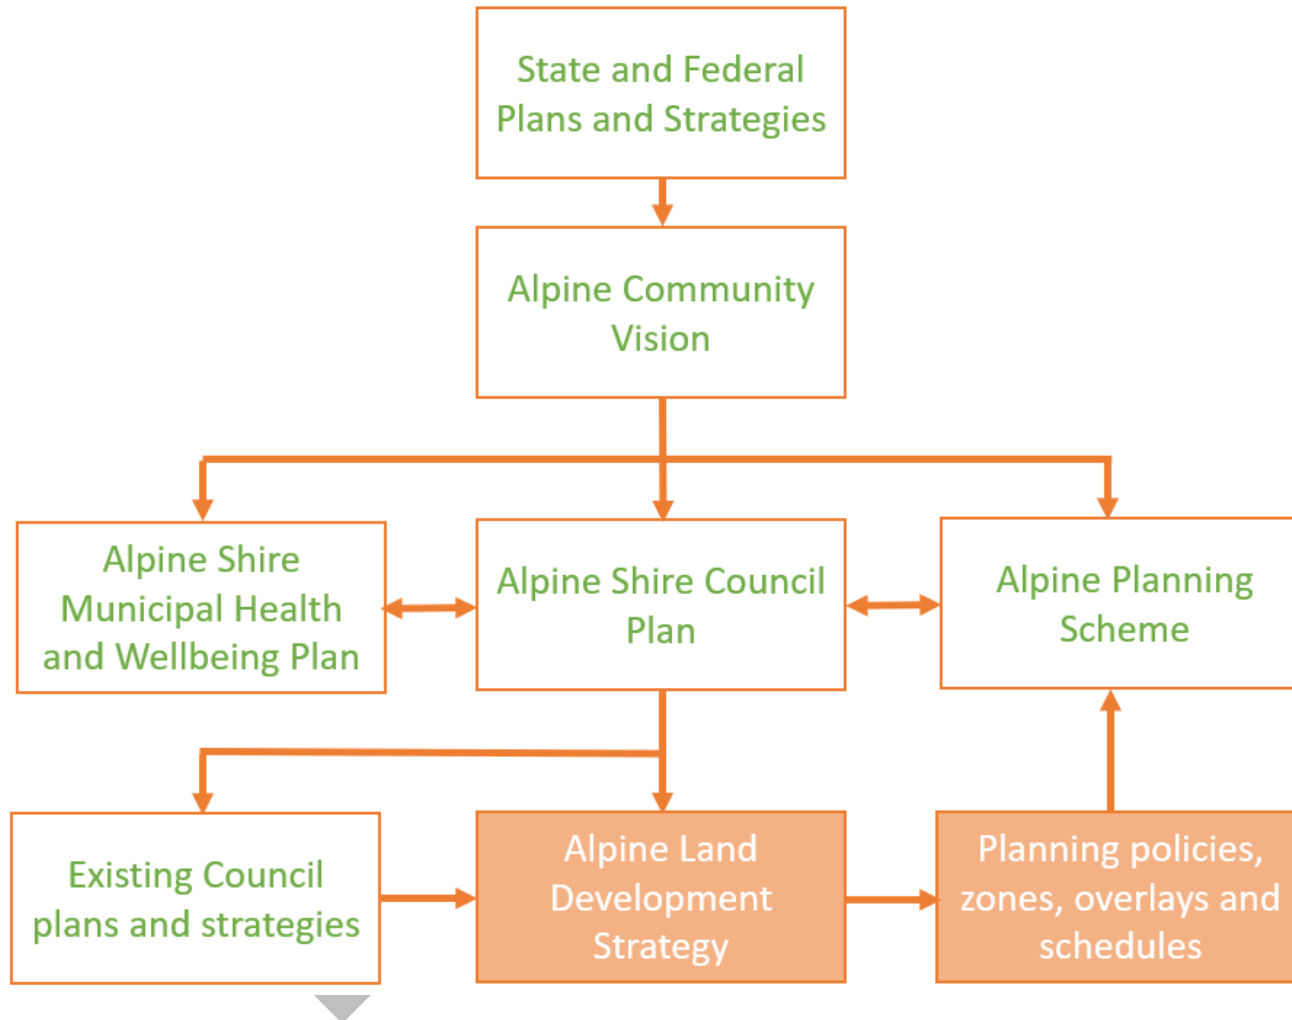 State and Federal
Plans and Strategies
Alpine Community
Vision
Alpine Shire
Municipal Health
and Wellbeing Plan
Alpine Shire Council
Plan
Alpine Planning
Scheme
Existing Council
plans and strategies
Alpine Land
Development
Strategy
Planning policies,
zones, overlays and
schedules